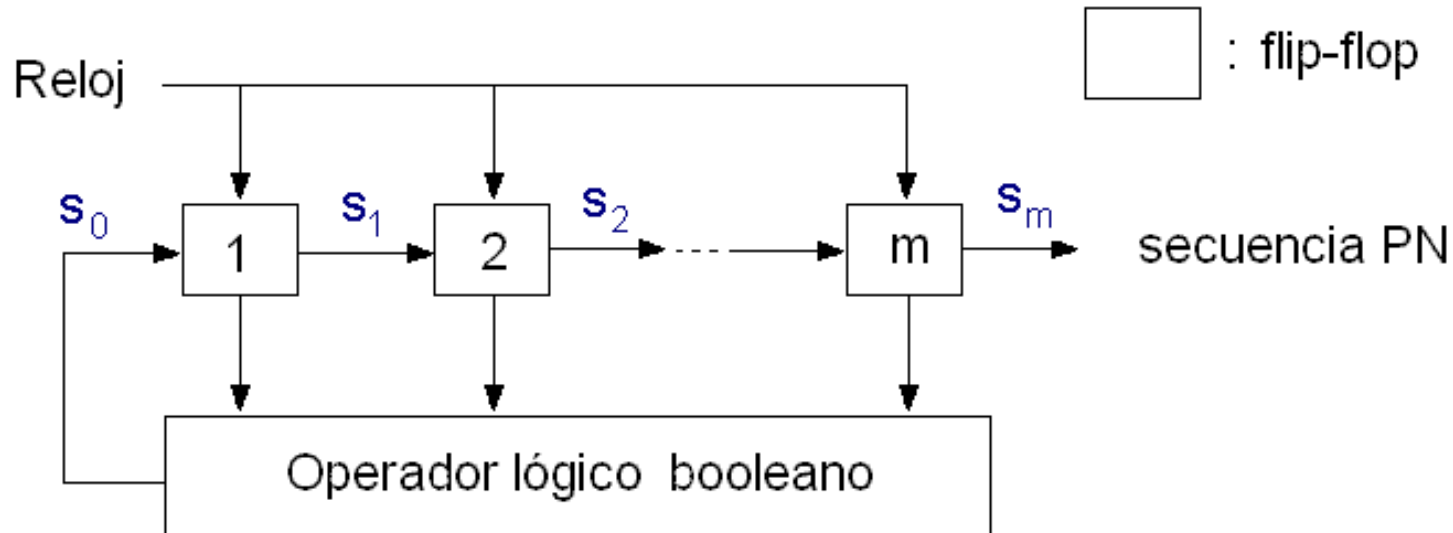 : flip-flop
Reloj
s0
s1
s2
sm
1
2
m
secuencia PN
Operador lógico booleano